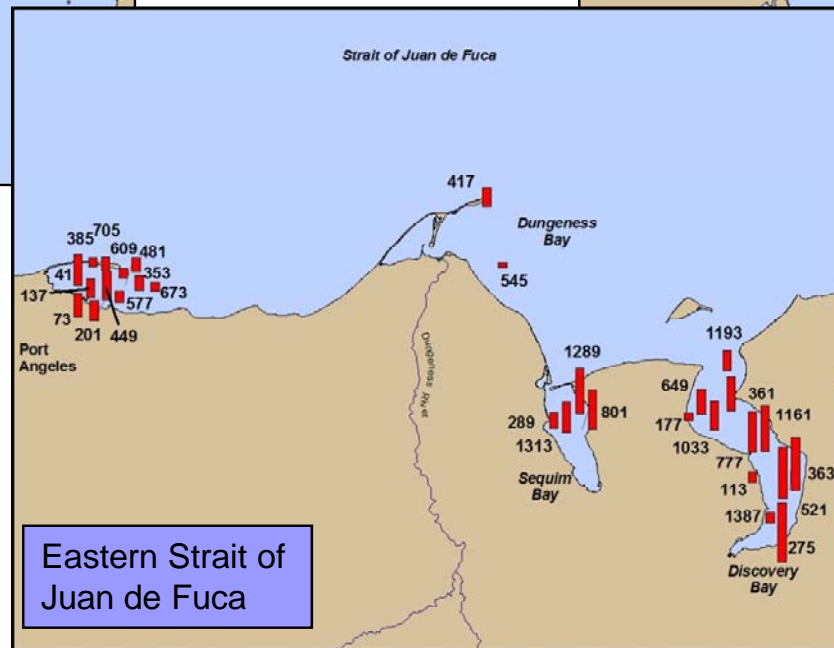 Strait of Juan de Fuca
417
Dungeness
Bay
545
705
385
609
481
41
353
137
577
673
73
201
449
Port
Angeles
Dungeness River
1193
1289
649
361
289
801
177
1161
1313
1033
777
363
Sequim
Bay
113
1387
521
275
Discovery
Bay
Eastern Strait of
Juan de Fuca